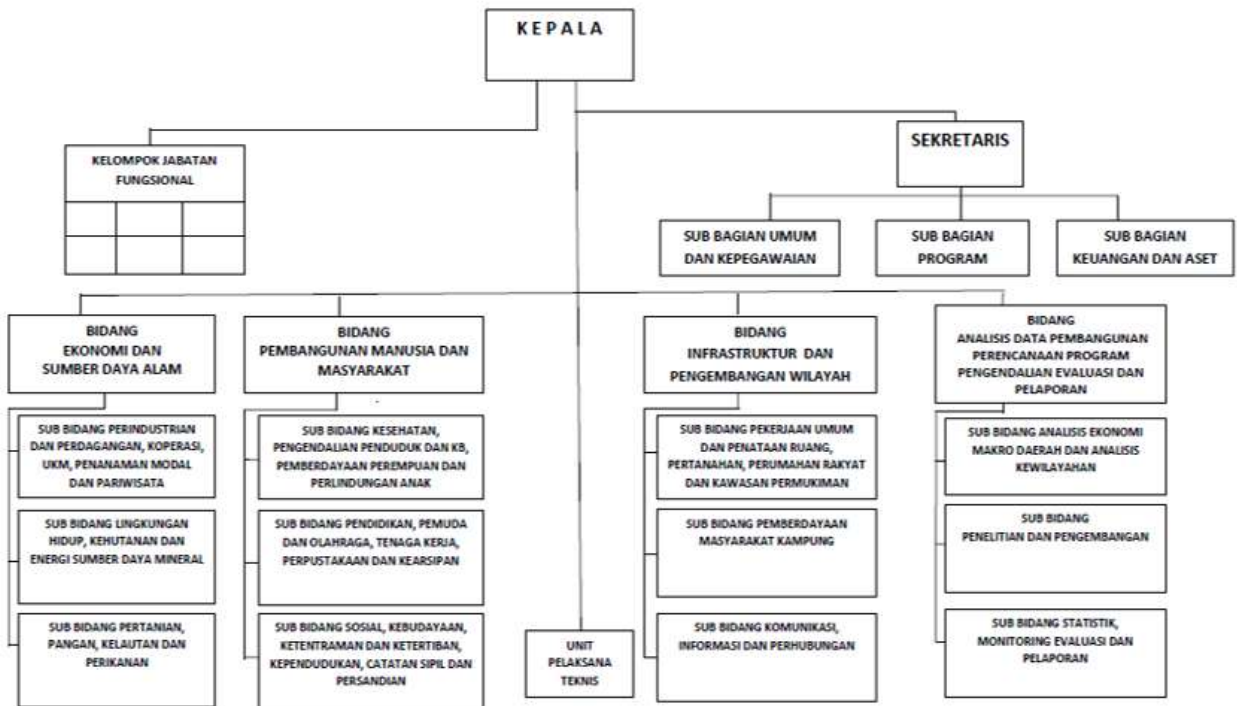 KEPALA
KELOMPOK JABATAN
FUNGSIONAL
SEKRETARIS
SUB BAGIAN UMUM
DAN KEPEGAWAIAN
SUB BAGIAN
PROGRAM
SUB BAGIAN
KEUANGAN DAN ASET
BIDANG
EKONOMI DAN
SUMBER DAYA ALAM
BIDANG
PEMBANGUNAN MANUSIA DAN
MASYARAKAT
BIDANG
INFRASTRUKTUR DAN
PENGEMBANGAN WILAYAH
BIDANG
ANALISIS DATA PEMBANGUNAN
PERENCANAAN PROGRAM
PENGENDALIAN EVALUASI DAN
PELAPORAN
SUB BIDANG PERINDUSTRIAN
DAN PERDAGANGAN, KOPERASI,
UKM, PENANAMAN MODAL
DAN PARIWISATA
SUB BIDANG KESEHATAN,
PENGENDALIAN PENDUDUK DAN KB,
PEMBERDAYAAN PEREMPUAN DAN
PERLINDUNGAN ANAK
SUB BIDANG PEKERJAAN UMUM
DAN PENATAAN RUANG,
PERTANAHAN, PERUMAHAN RAKYAT
DAN KAWASAN PERMUKIMAN
SUB BIDANG ANALISIS EKONOMI
MAKRO DAERAH DAN ANALISIS
KEWILAYAHAN
SUB BIDANG LINGKUNGAN
HIDUP, KEHUTANAN DAN
ENERGI SUMBER DAYA MINERAL
SUB BIDANG PENDIDIKAN, PEMUDA
DAN OLAHRAGA, TENAGA KERJA,
PERPUSTAKAAN DAN KEARSIPAN
SUB BIDANG PEMBERDAYAAN
MASYARAKAT KAMPUNG
SUB BIDANG
PENELITIAN DAN PENGEMBANGAN
SUB BIDANG PERTANIAN,
PANGAN, KELAUTAN DAN
PERIKANAN
SUB BIDANG SOSIAL, KEBUDAYAAN,
KETENTRAMAN DAN KETERTIBAN,
KEPENDUDUKAN, CATATAN SIPIL DAN
PERSANDIAN
UNIT
PELAKSANA
TEKNIS
SUB BIDANG KOMUNIKASI,
INFORMASI DAN PERHUBUNGAN
SUB BIDANG STATISTIK,
MONITORING EVALUASI DAN
PELAPORAN